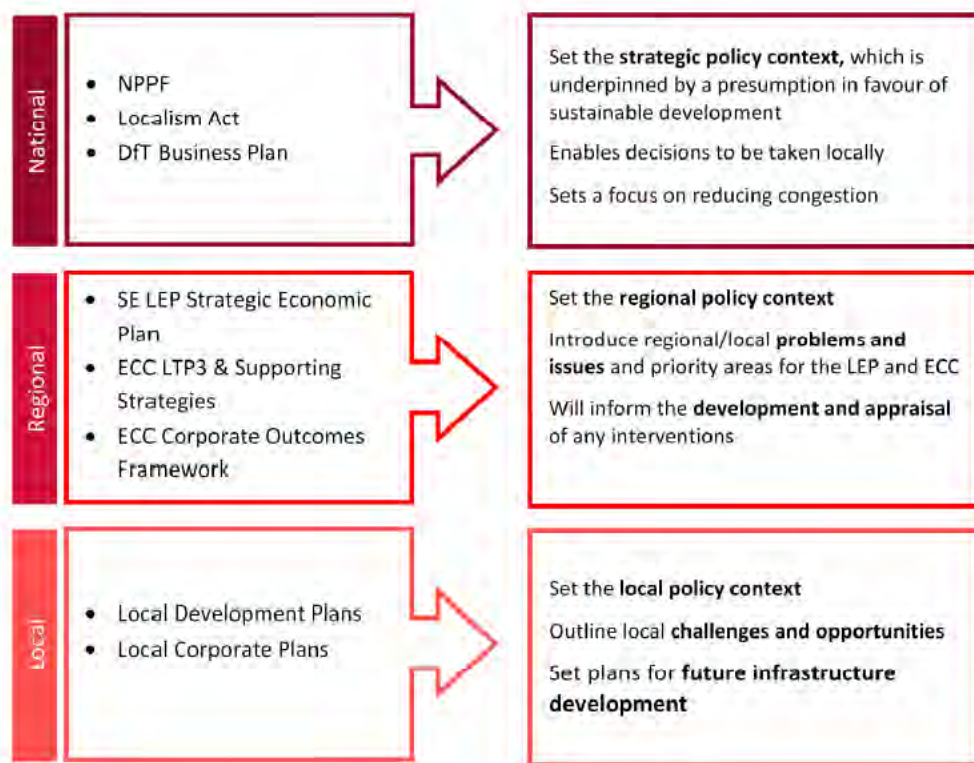 National
• NPPF
• Localism Act
• DfT Business Plan
Set the strategic policy context, which is
underpinned by a presumption in favour of
sustainable development
Enables decisions to be taken locally
Sets a focus on reducing congestion
Regional
• SE LEP Strategic Economic
Plan
• ECC LTP3 & Supporting
Strategies
• ECC Corporate Outcomes
Framework
Set the regional policy context
Introduce regional/local problems and
issues and priority areas for the LEP and ECC
Will inform the development and appraisal
of any interventions
Local
• Local Development Plans
• Local Corporate Plans
Set the local policy context
Outline local challenges and opportunities
Set plans for future infrastructure
development